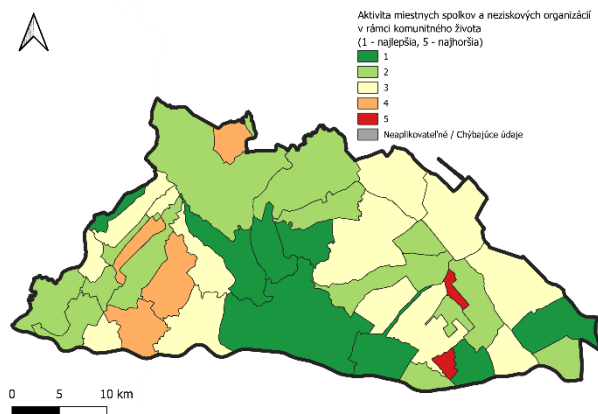 Aktivita miestnych spolkov a neziskových organizácií
v rámci komunitného života
(1 - najlepšia, 5 - najhoršia)
1
2
3
4
5
Neaplikovateľné / Chýbajúce údaje
0 5 10 km